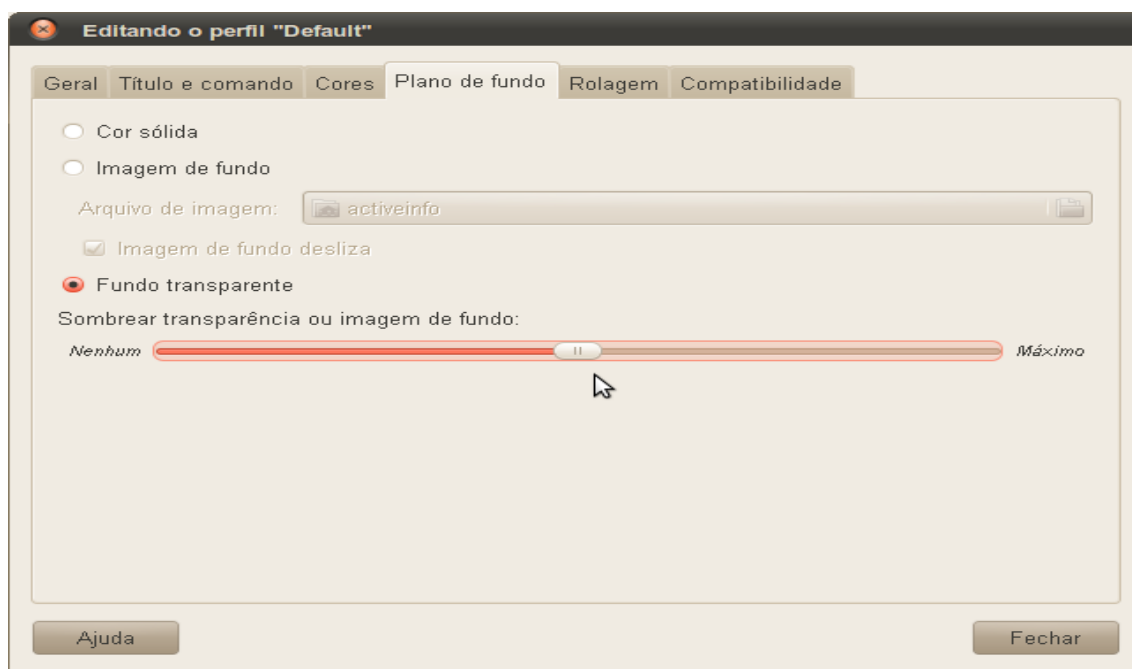 Editando o perfil "Default"
Geral Título e comando Cores Plano de fundo Rolagem Compatibilidade
Cor sólida
Imagem de fundo
Arquivo de imagem: activeinfo
Imagem de fundo desliza
Fundo transparente
Sombrear transparência ou imagem de fundo:
Nenhum Máximo
Ajuda Fechar